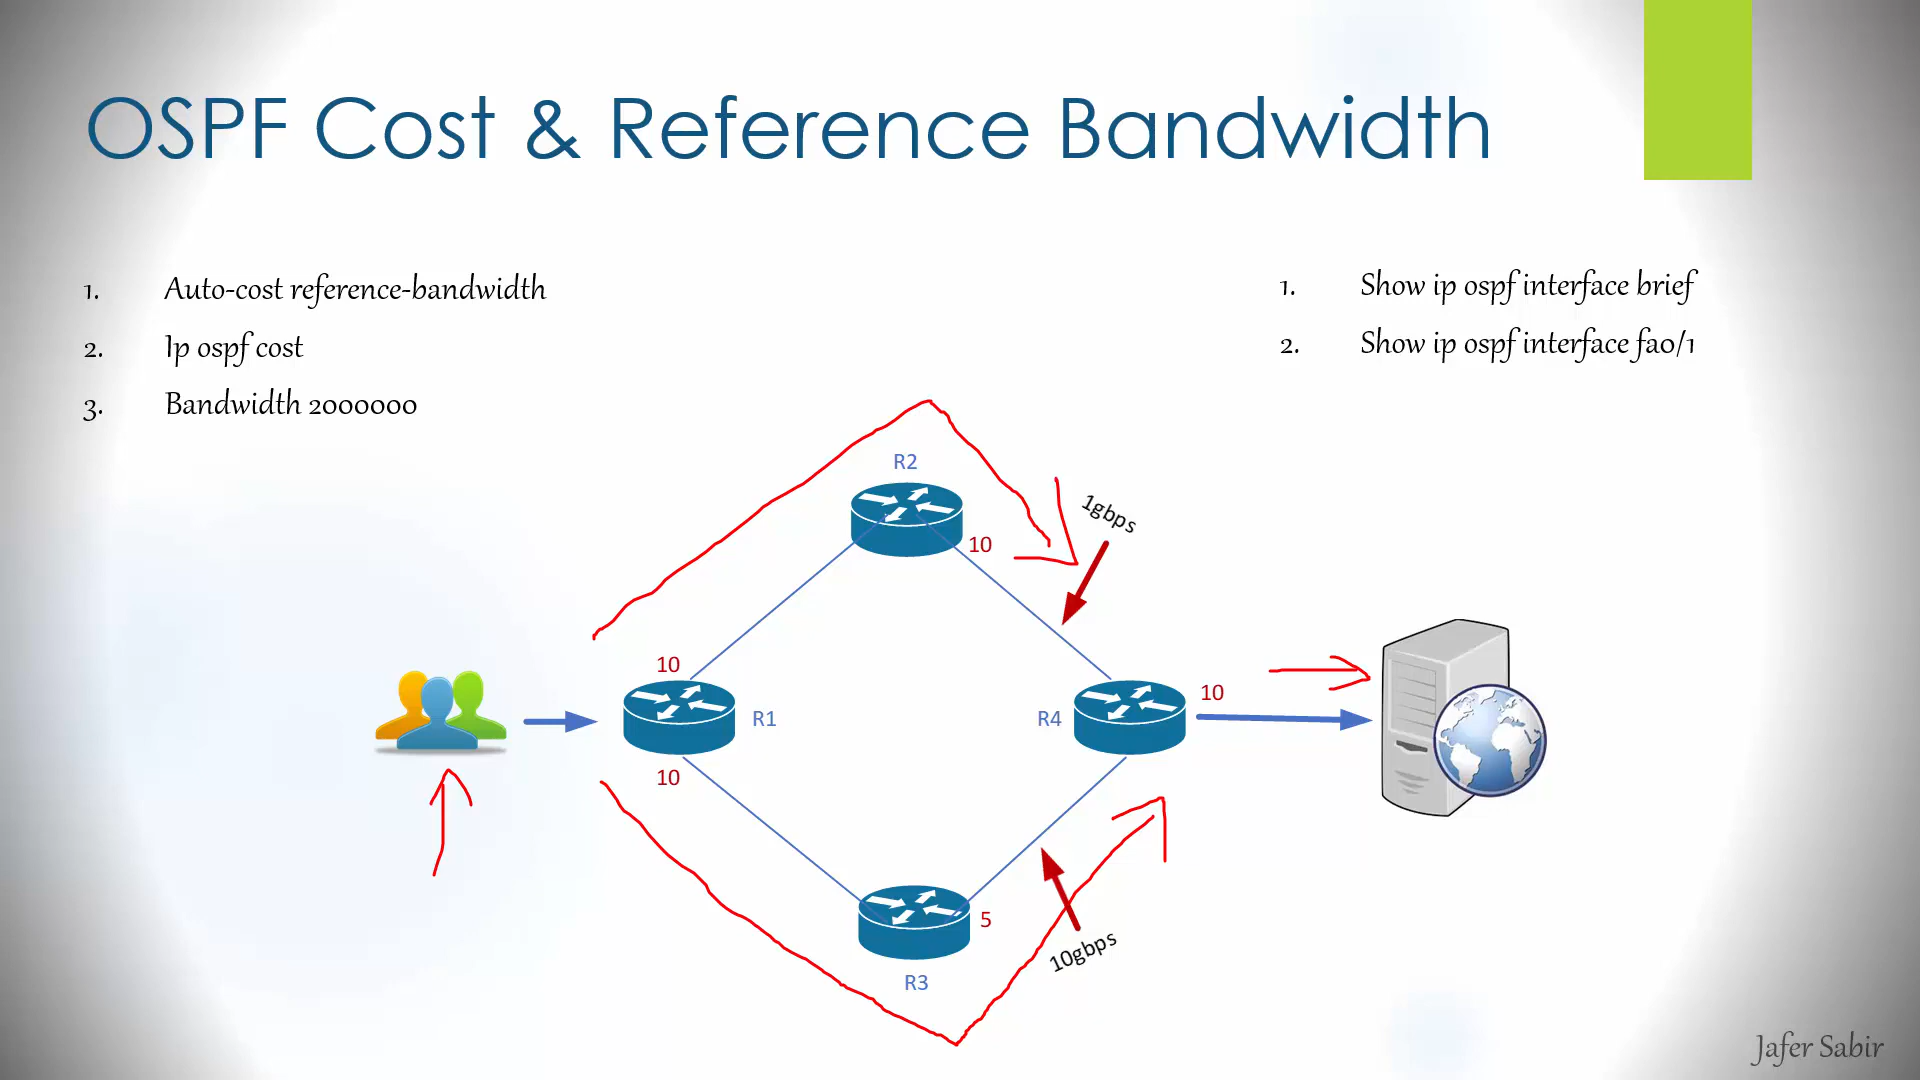 OSPF Cost & Reference Bandwidth
1. Auto-cost reference-bandwidth
2. Ip ospf cost
3. Bandwidth 2000000
1. Show ip ospf interface brief
2. Show ip ospf interface fa0/1
R2
1gbps
10
10
10
R1
R4
10
10gbps
5
R3
Jafer Sabir